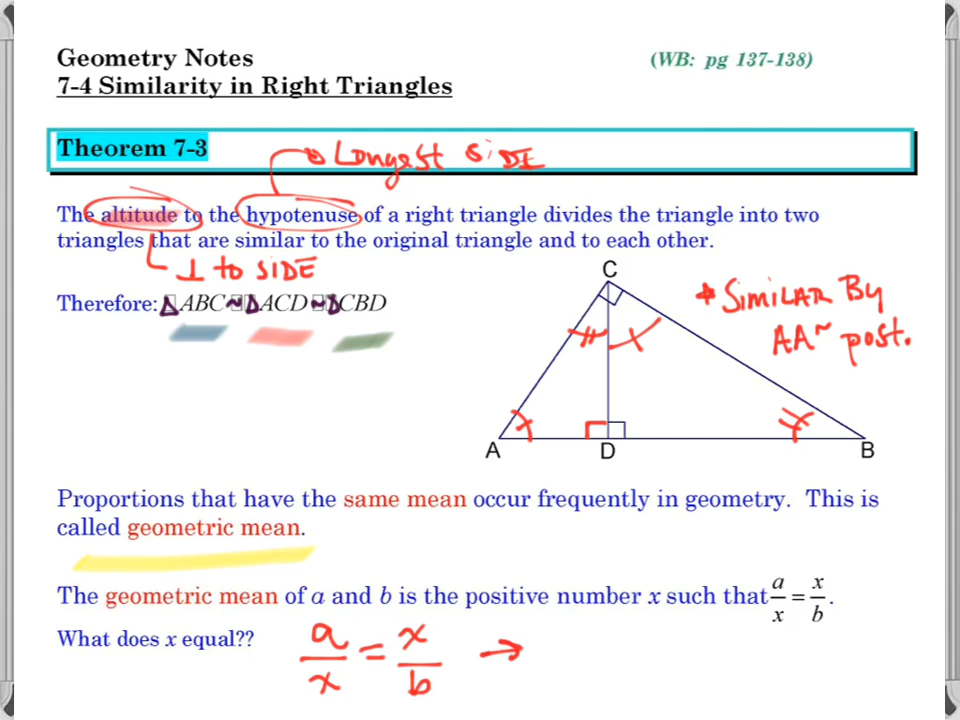 Geometry Notes (WB: pg 137-138)
7-4 Similarity in Right Triangles
Theorem 7-3
Longest SIDE
The altitude to the hypotenuse of a right triangle divides the triangle into two
triangles that are similar to the original triangle and to each other.
⊥ to SIDE
Therefore: ΔABC ~ ΔACD ~ ΔCBD
C
* SIMILAR By
AA~ post.
A D B
Proportions that have the same mean occur frequently in geometry. This is
called geometric mean.
The geometric mean of a and b is the positive number x such that a/x = x/b.
What does x equal??
a/x = x/b →